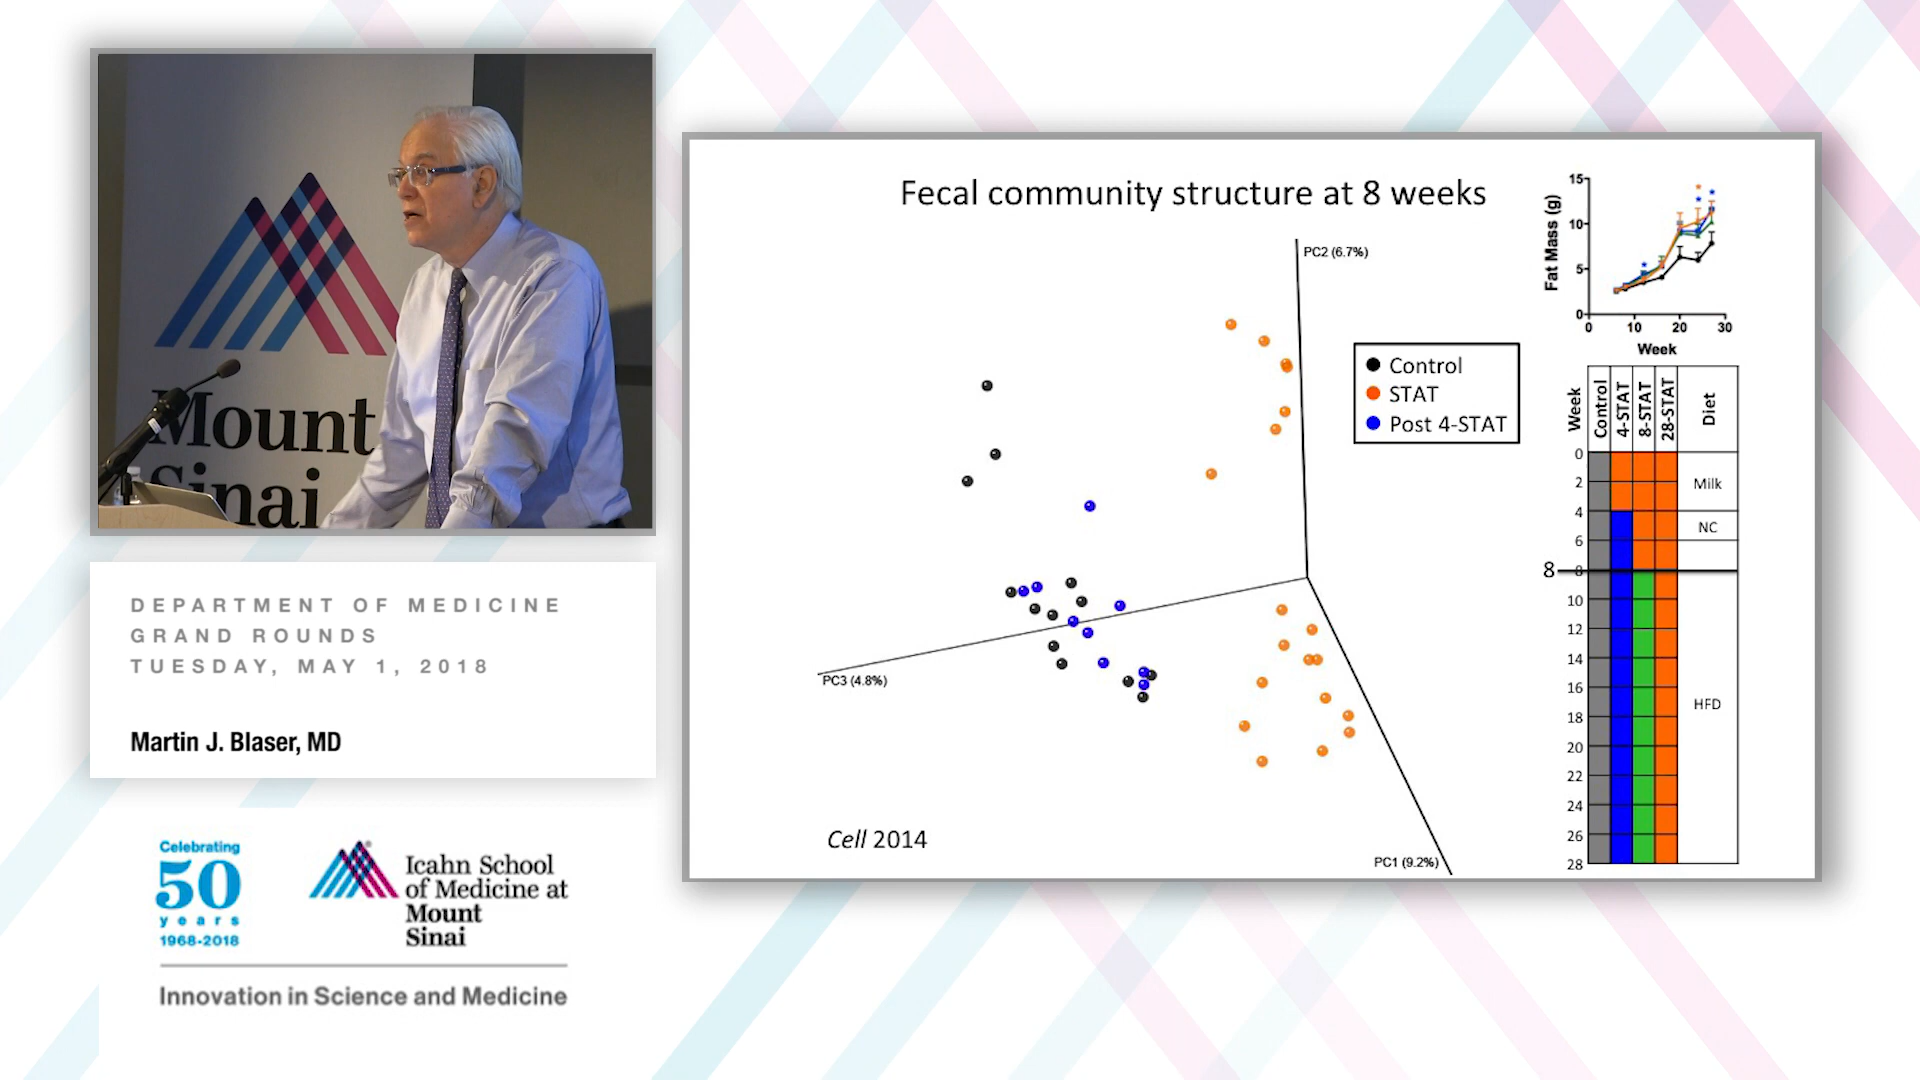 Mount
Sinai
DEPARTMENT OF MEDICINE
GRAND ROUNDS
TUESDAY, MAY 1, 2018
Martin J. Blaser, MD
Celebrating
50
years
1968-2018
Icahn School
of Medicine at
Mount
Sinai
Innovation in Science and Medicine
Fecal community structure at 8 weeks
PC2 (6.7%)
PC3 (4.8%)
PC1 (9.2%)
Control
STAT
Post 4-STAT
Cell 2014
Fat Mass (g)
15
10
5
0
0 10 20 30
Week
Week Control 4-STAT 8-STAT 28-STAT Diet
0
2 Milk
4
NC
6
8 8
10
12
14
16
HFD
18
20
22
24
26
28